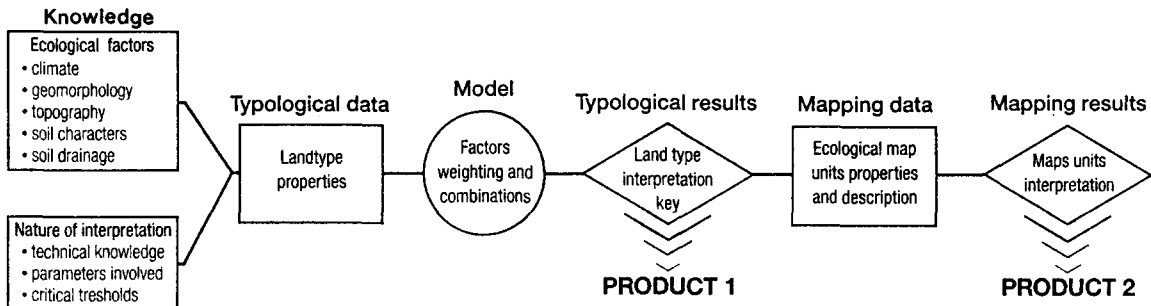 Knowledge
Ecological factors
• climate
• geomorphology
• topography
• soil characters
• soil drainage
Nature of interpretation
• technical knowledge
• parameters involved
• critical tresholds
Typological data
Landtype
properties
Model
Factors
weighting and
combinations
Typological results
Land type
interpretation
key
PRODUCT 1
Mapping data
Ecological map
units properties
and description
Mapping results
Maps units
interpretation
PRODUCT 2